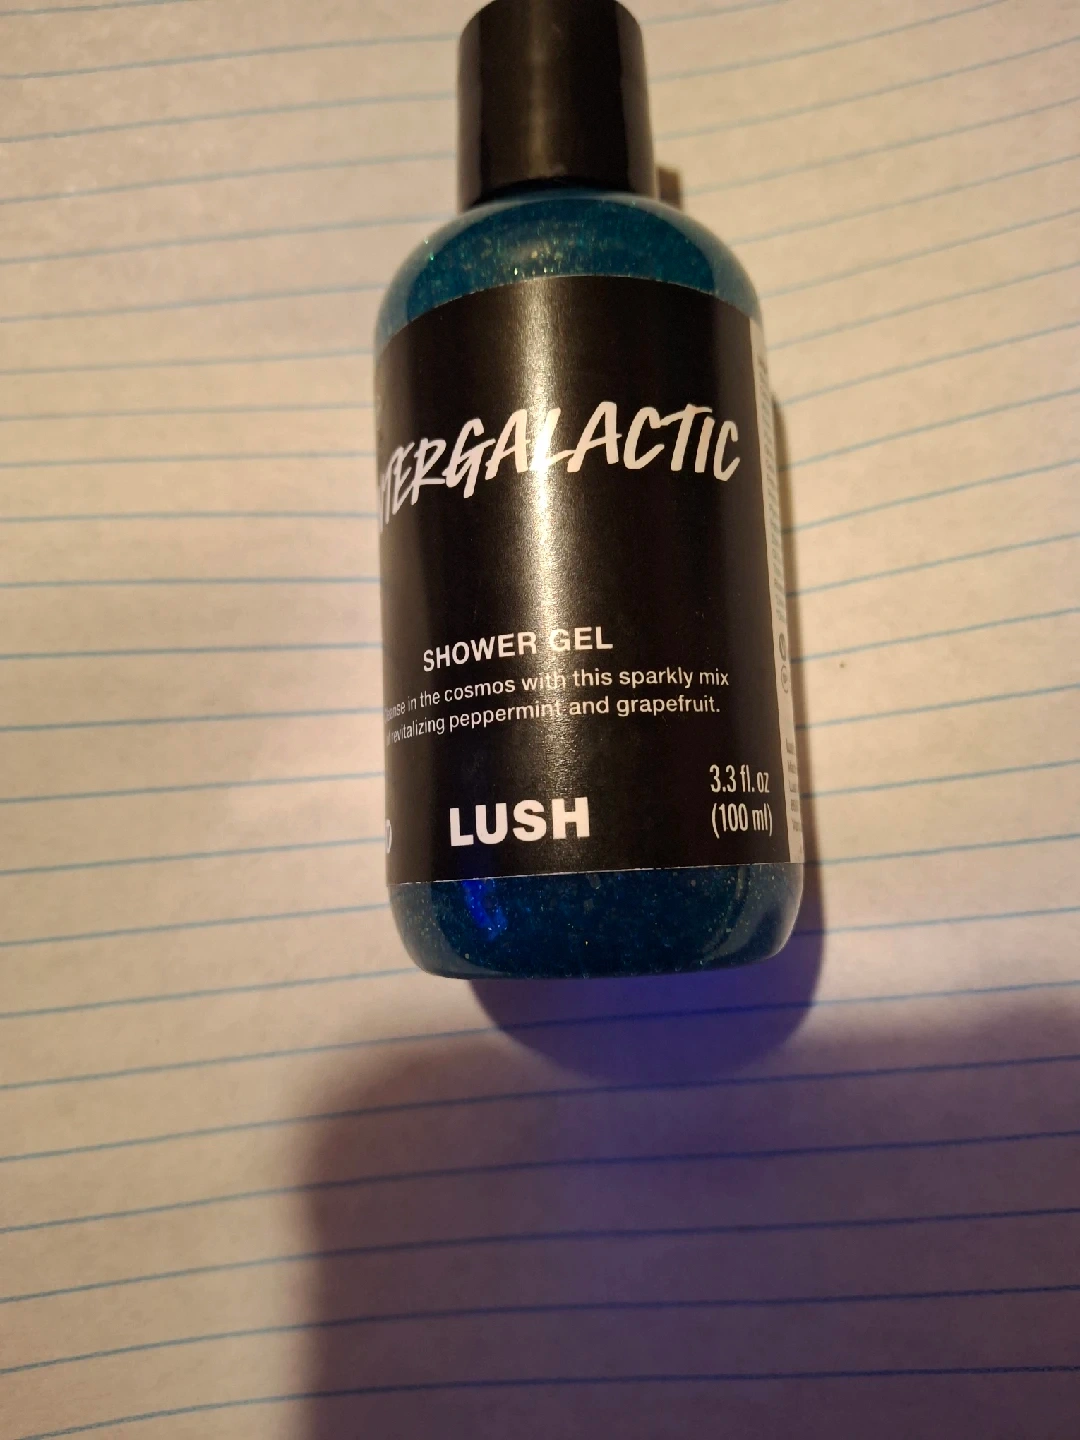 NTERGALACTIC
SHOWER GEL
in the cosmos with this sparkly mix
revitalizing peppermint and grapefruit.
LUSH
3.3 fl. oz
(100 ml)